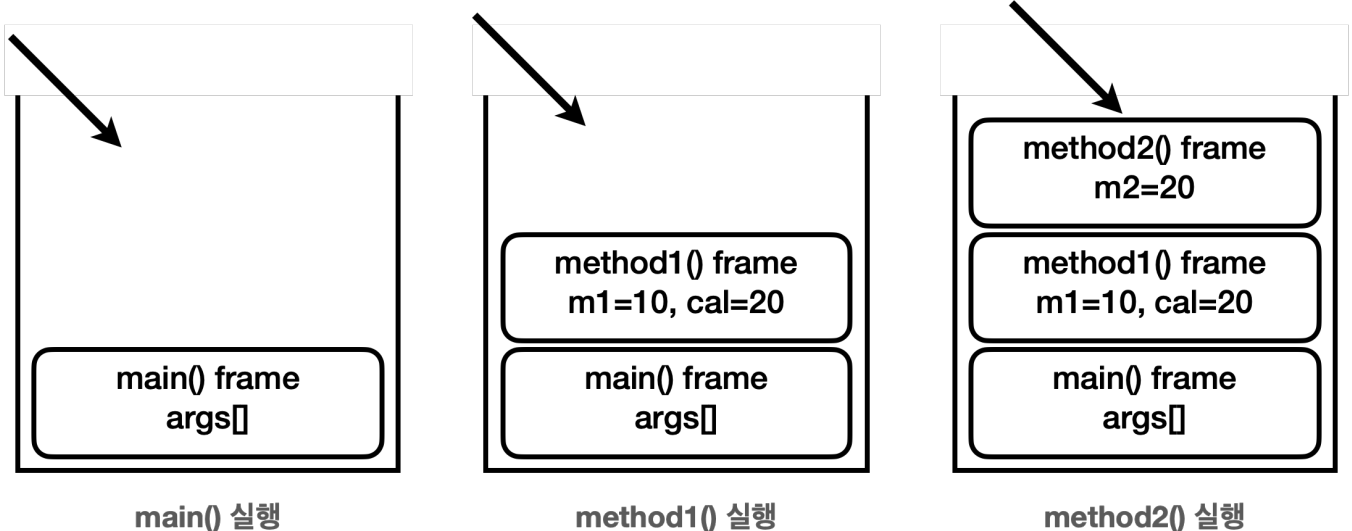 main() frame
args[]
main() 실행
method1() frame
m1=10, cal=20
main() frame
args[]
method1() 실행
method2() frame
m2=20
method1() frame
m1=10, cal=20
main() frame
args[]
method2() 실행